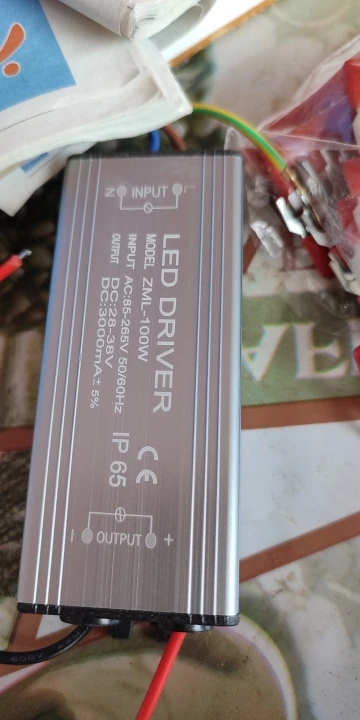 N INPUT L
LED DRIVER
MODEL ZML-100W
INPUT AC:85-265V 50/60Hz
OUTPUT DC:28-38V
DC:3000mA±5%
CE
IP 65
- OUTPUT +